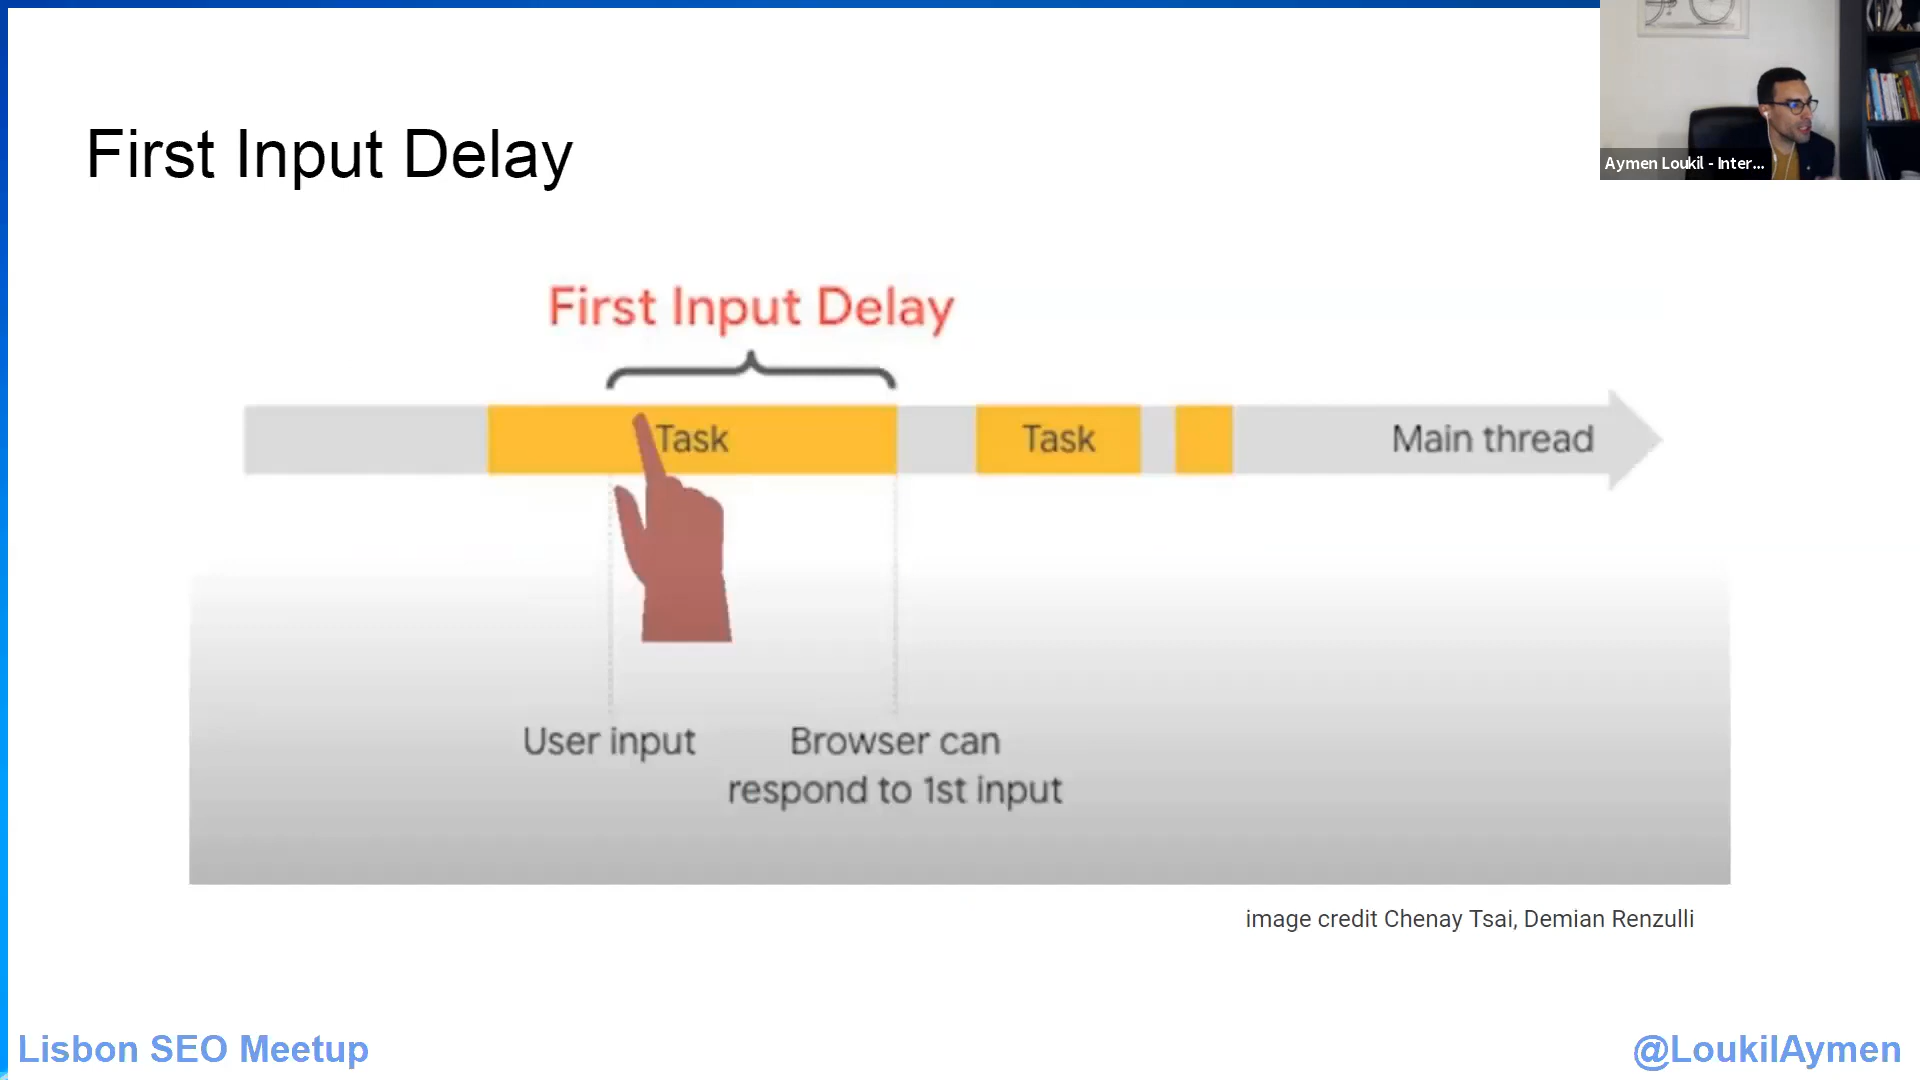 First Input Delay
Aymen Loukil - Inter...
First Input Delay
Task
Task
Main thread
User input
Browser can
respond to 1st input
image credit Chenay Tsai, Demian Renzulli
Lisbon SEO Meetup
@LoukilAymen